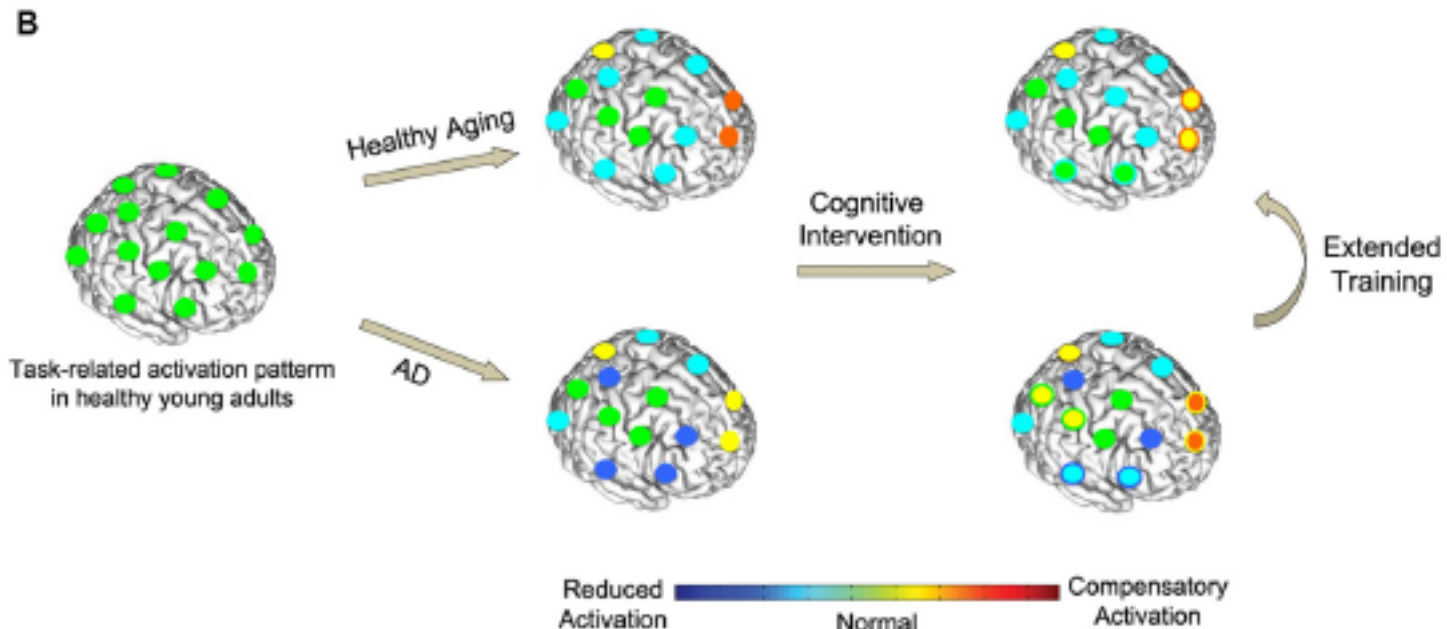 B
Healthy Aging
Cognitive
Intervention
Extended
Training
Task-related activation pattern
in healthy young adults
AD
Reduced
Activation
Normal
Compensatory
Activation